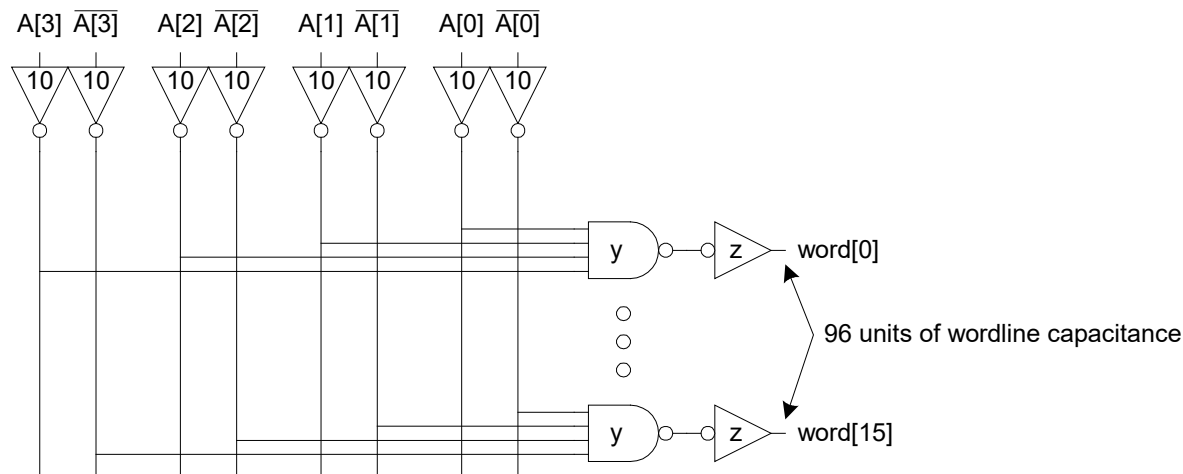 A[3] A̅[̅3̅]̅ A[2] A̅[̅2̅]̅ A[1] A̅[̅1̅]̅ A[0] A̅[̅0̅]̅
10 10 10 10 10 10 10 10
y z word[0]
96 units of wordline capacitance
y z word[15]